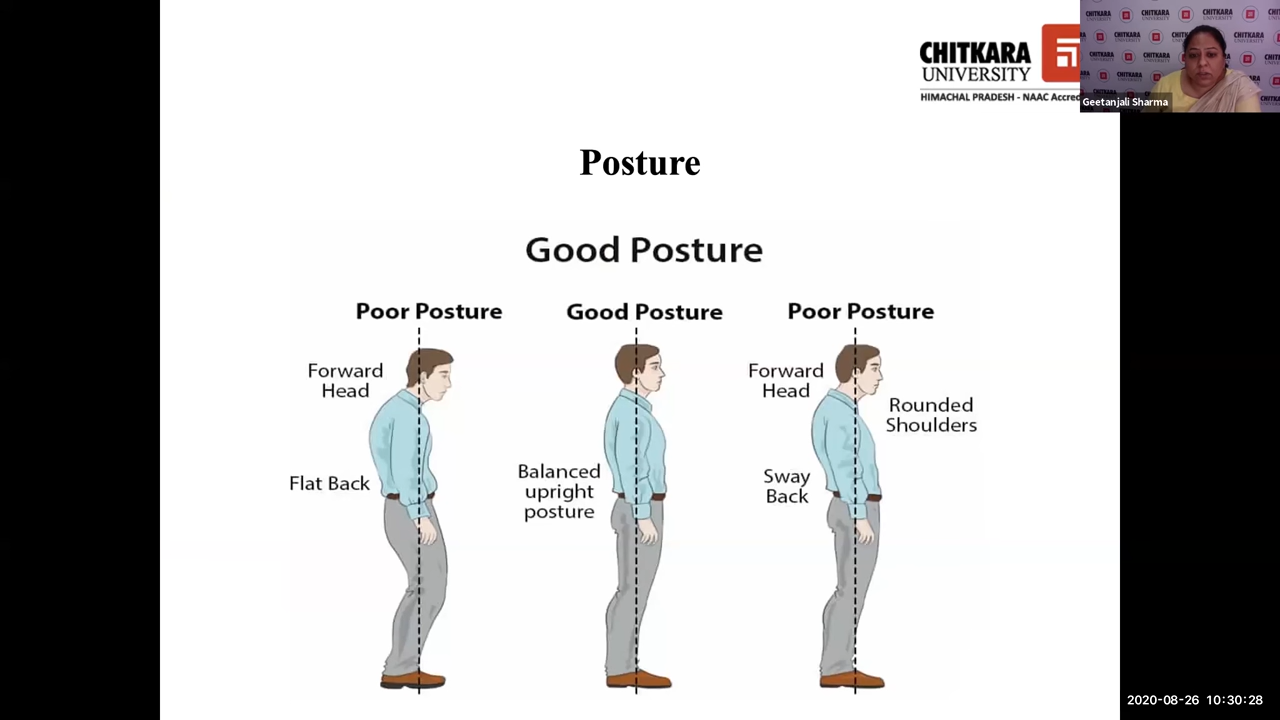 CHITKARA
UNIVERSITY
HIMACHAL PRADESH - NAAC
Geetanjali Sharma
Posture
Good Posture
Poor Posture
Good Posture
Poor Posture
Forward
Head
Flat Back
Balanced
upright
posture
Forward
Head
Rounded
Shoulders
Sway
Back
2020-08-26 10:30:28